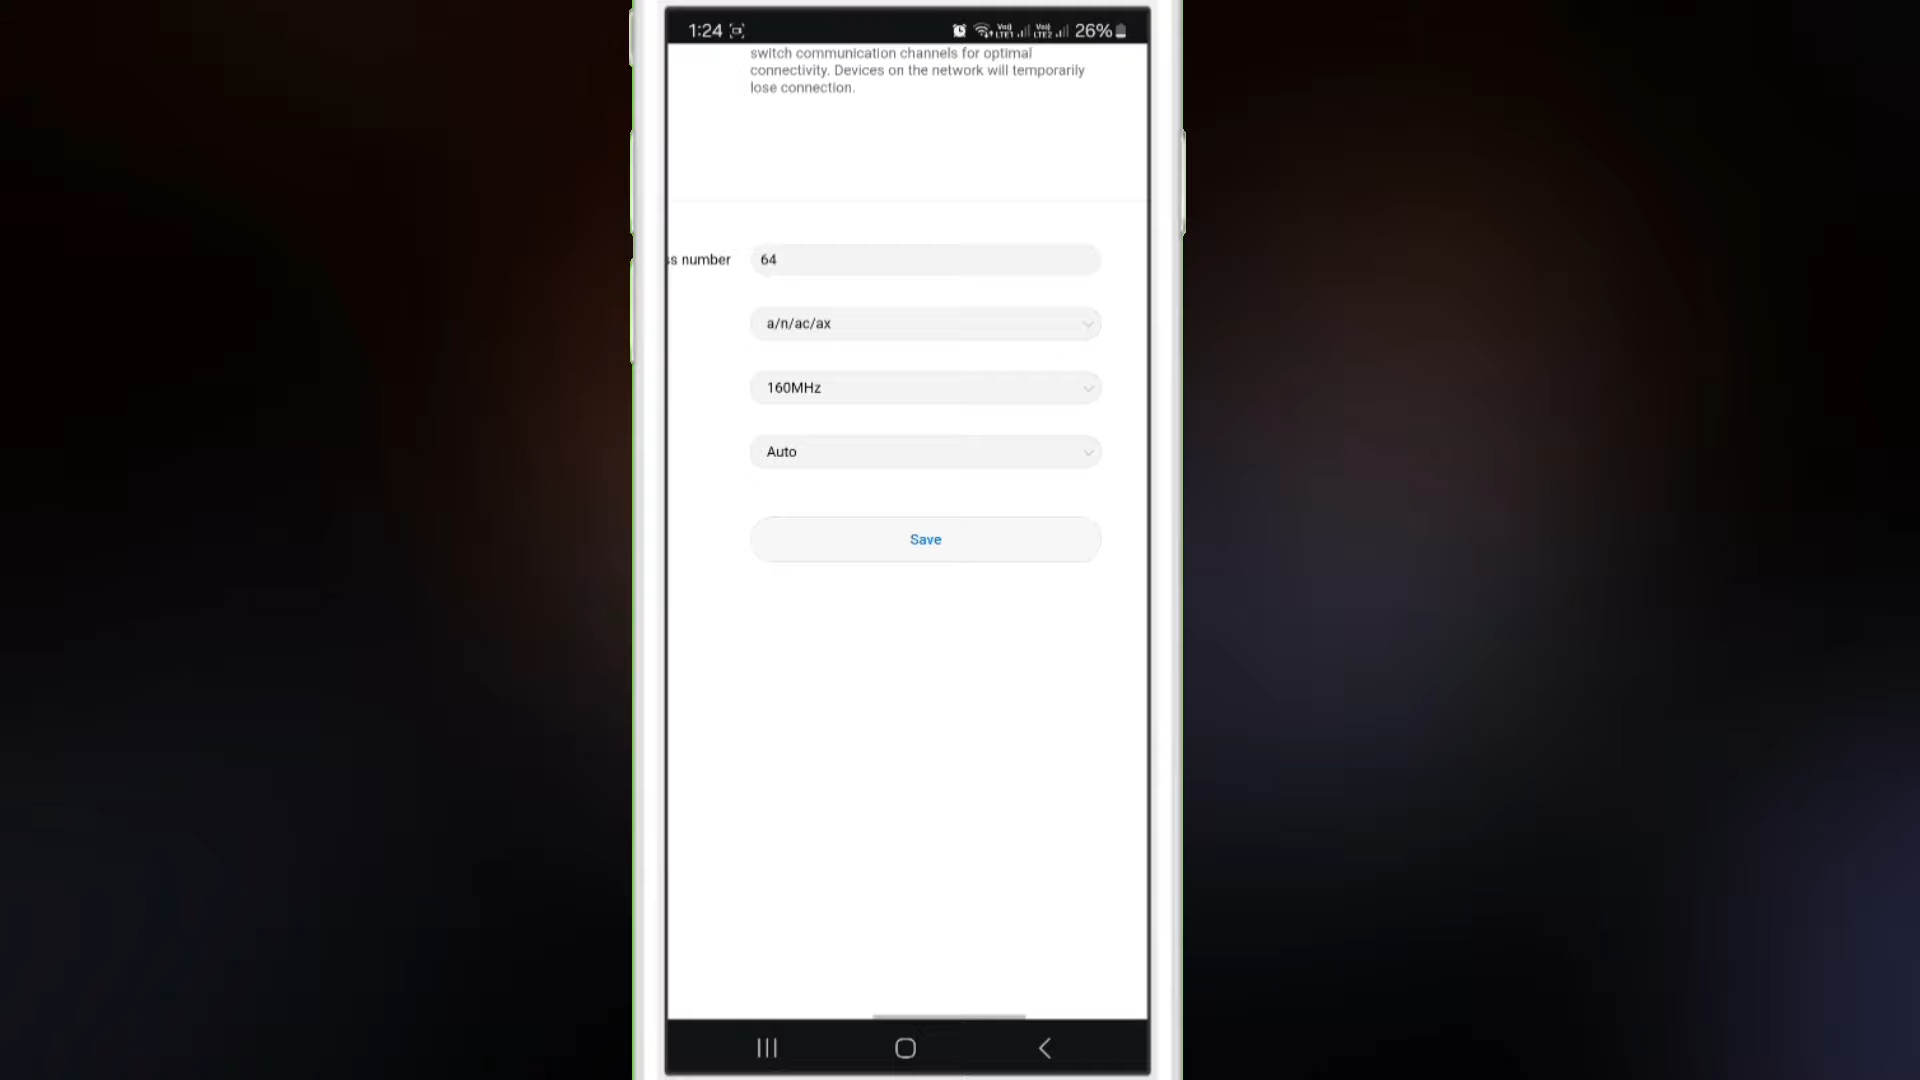 1:24 26%
switch communication channels for optimal
connectivity. Devices on the network will temporarily
lose connection.
s number 64
a/n/ac/ax
160MHz
Auto
Save